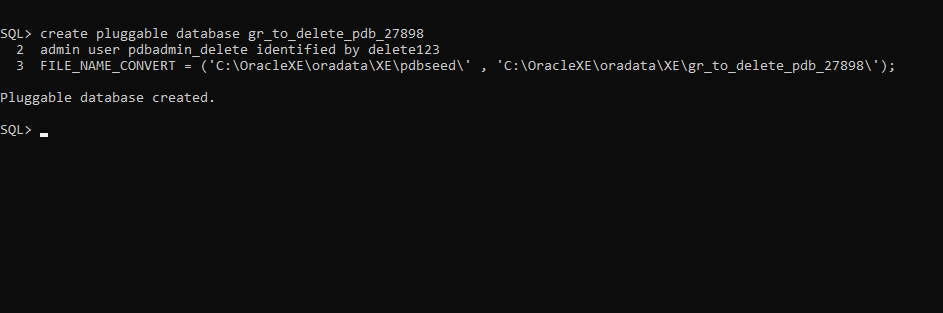 SQL> create pluggable database gr_to_delete_pdb_27898
2 admin user pdbadmin_delete identified by delete123
3 FILE_NAME_CONVERT = ('C:\OracleXE\oradata\XE\pdbseed\' , 'C:\OracleXE\oradata\XE\gr_to_delete_pdb_27898\');
Pluggable database created.
SQL>